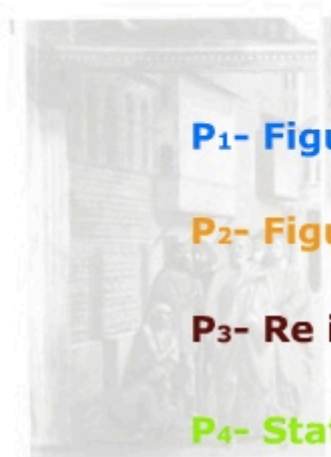 P1- Figu
P2- Figu
P3- Re i
P4- Stat